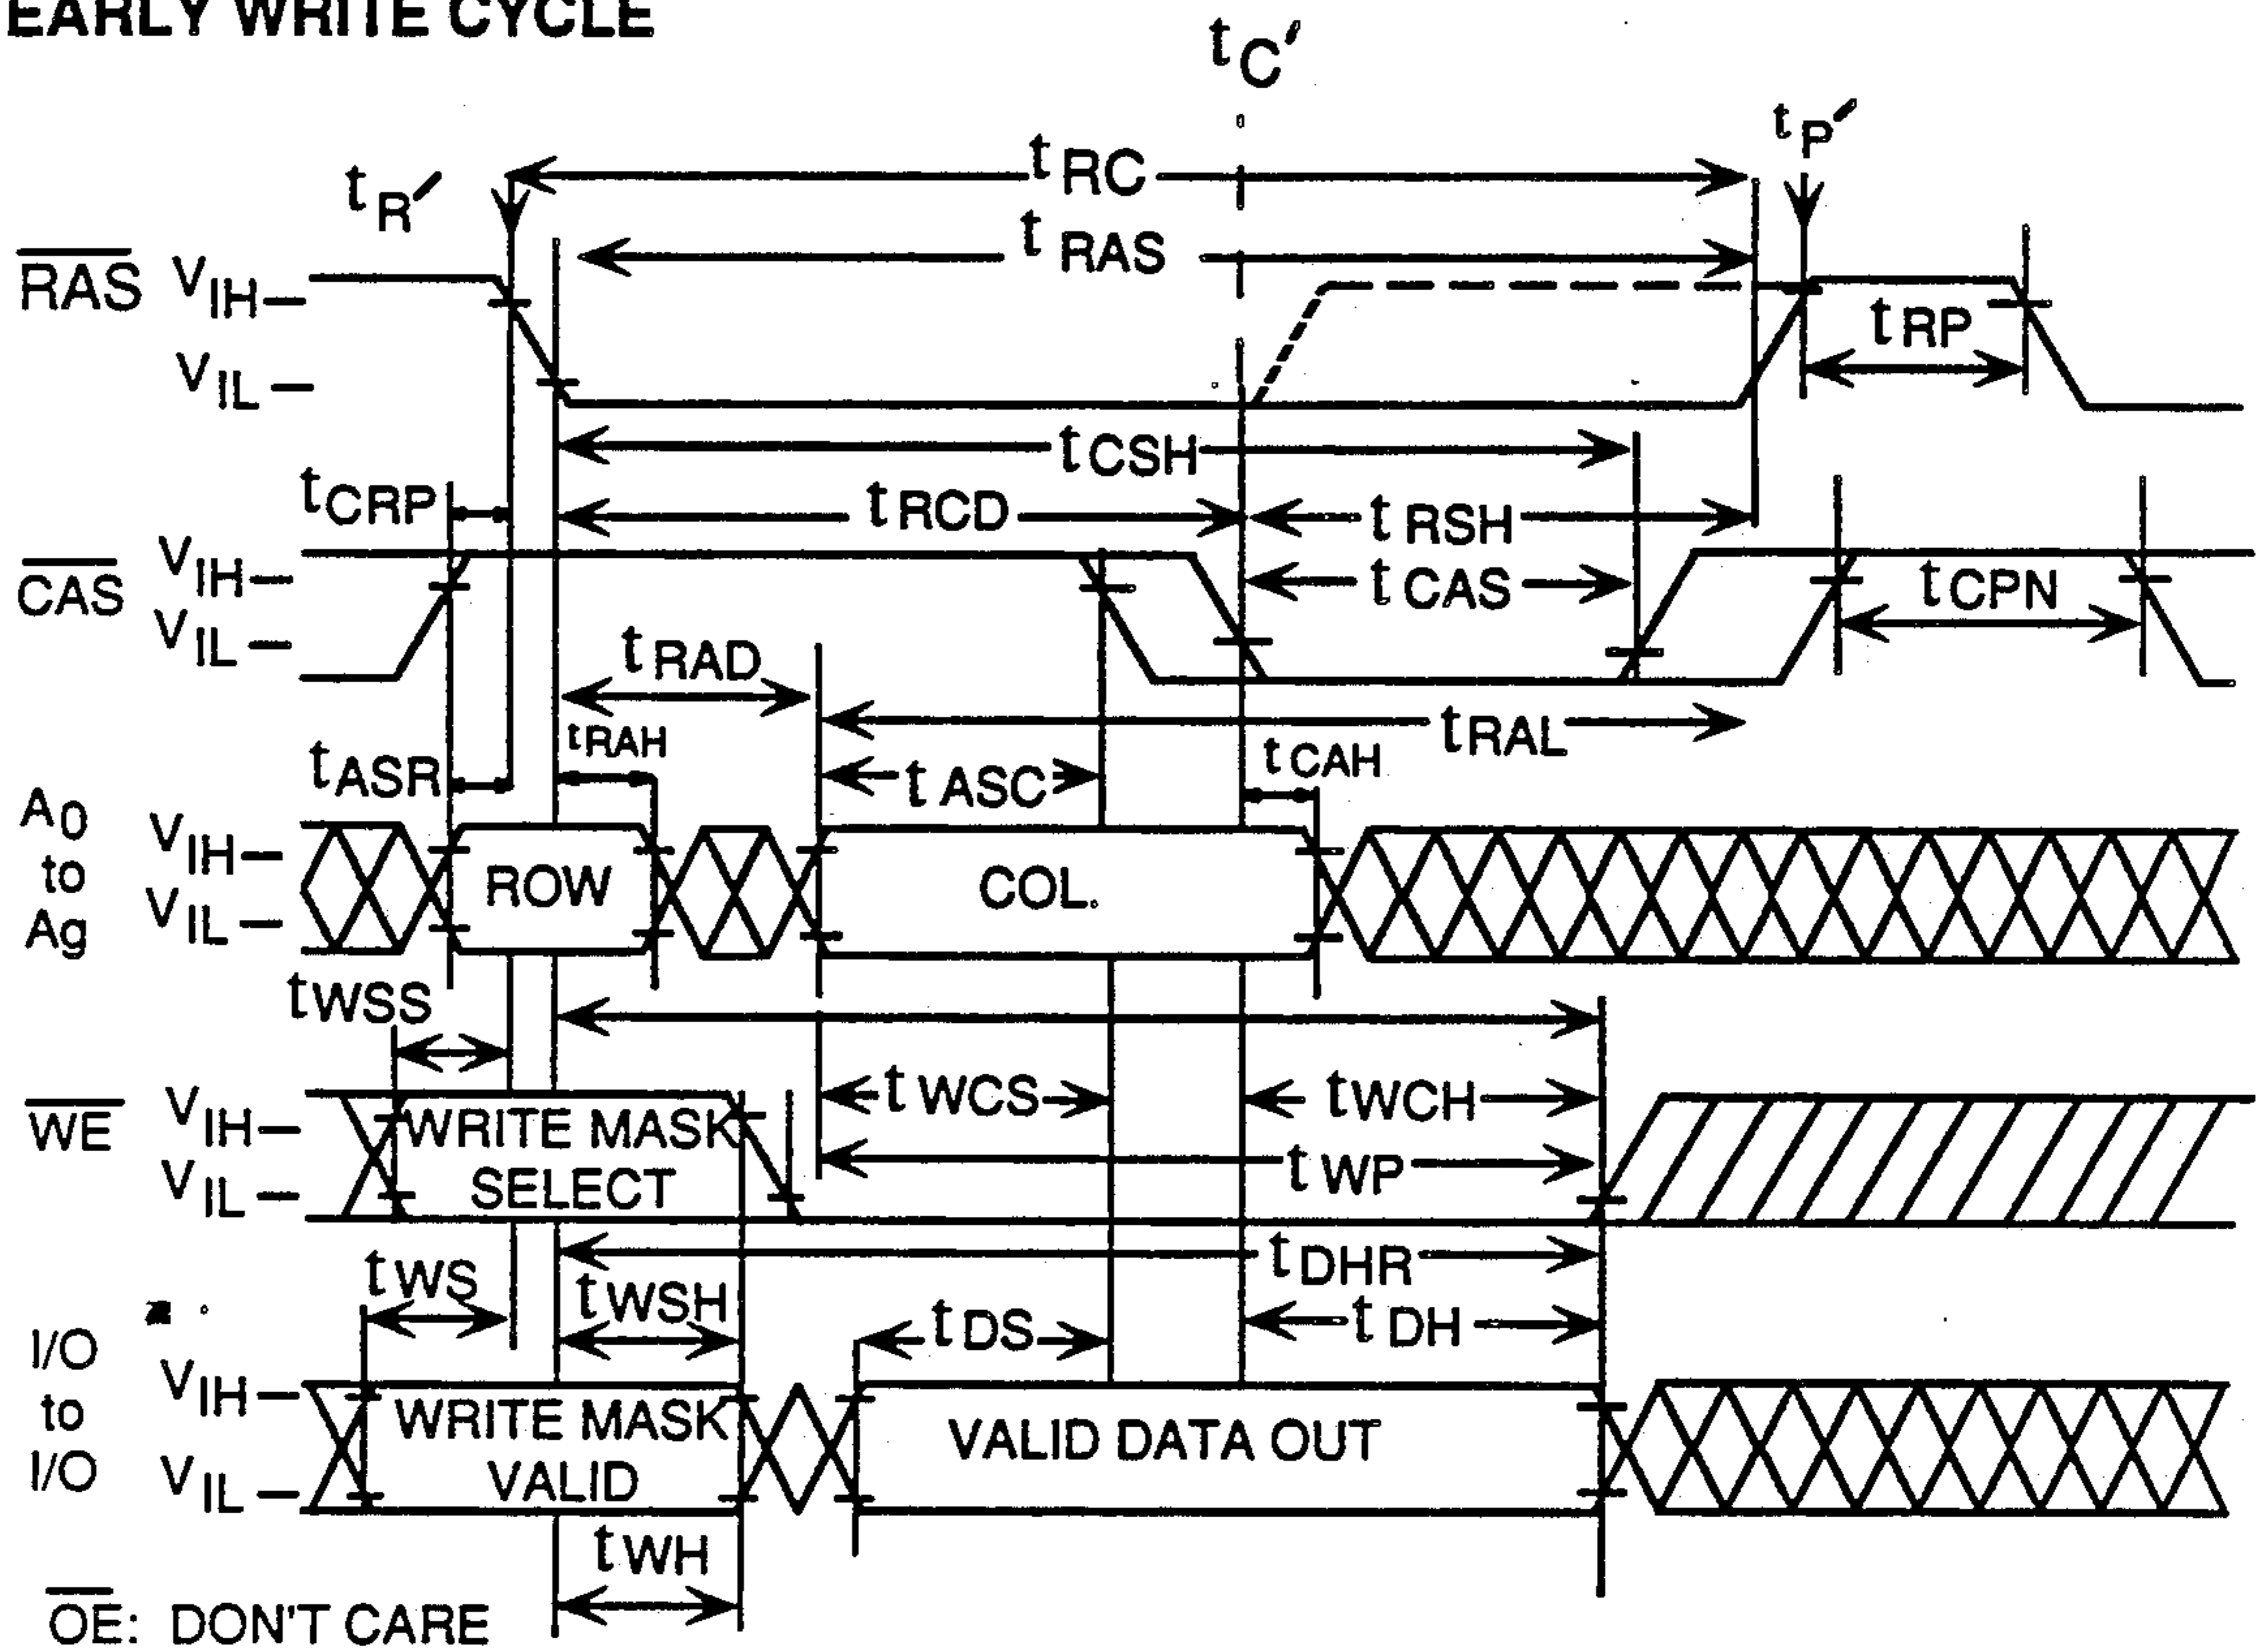 EARLY WRITE CYCLE
tC'
tP'
tRC
tR'
tRAS
RAS VIH
tRP
VIL
tCSH
tCRP
tRCD
tRSH
CAS VIH
tCAS
tCPN
VIL
tRAD
tRAL
tRAH
tCAH
tASR
tASC
A0
to
Ag
VIH
VIL
ROW
COL.
tWSS
tWCS
tWCH
WE VIH
WRITE MASK
SELECT
VIL
tWP
tDHR
tWS
tWSH
tDS
tDH
I/O
to
I/O
VIH
VIL
WRITE MASK
VALID
VALID DATA OUT
tWH
OE: DON'T CARE